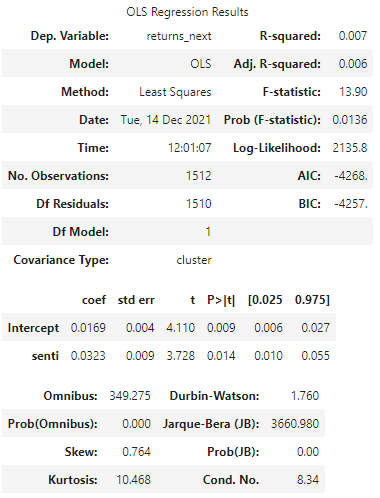 OLS Regression Results
Dep. Variable: returns_next R-squared: 0.007
Model: OLS Adj. R-squared: 0.006
Method: Least Squares F-statistic: 13.90
Date: Tue, 14 Dec 2021 Prob (F-statistic): 0.0136
Time: 12:01:07 Log-Likelihood: 2135.8
No. Observations: 1512 AIC: -4268.
Df Residuals: 1510 BIC: -4257.
Df Model: 1
Covariance Type: cluster
coef std err t P>|t| [0.025 0.975]
Intercept 0.0169 0.004 4.110 0.009 0.006 0.027
senti 0.0323 0.009 3.728 0.014 0.010 0.055
Omnibus: 349.275 Durbin-Watson: 1.760
Prob(Omnibus): 0.000 Jarque-Bera (JB): 3660.980
Skew: 0.764 Prob(JB): 0.00
Kurtosis: 10.468 Cond. No. 8.34